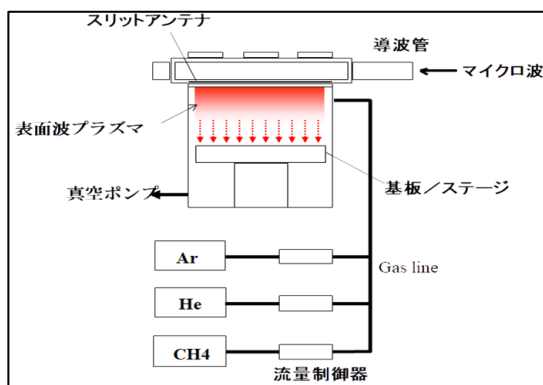 スリットアンテナ
導波管
マイクロ波
表面波プラズマ
真空ポンプ
基板／ステージ
Ar
Gas line
He
CH4
流量制御器